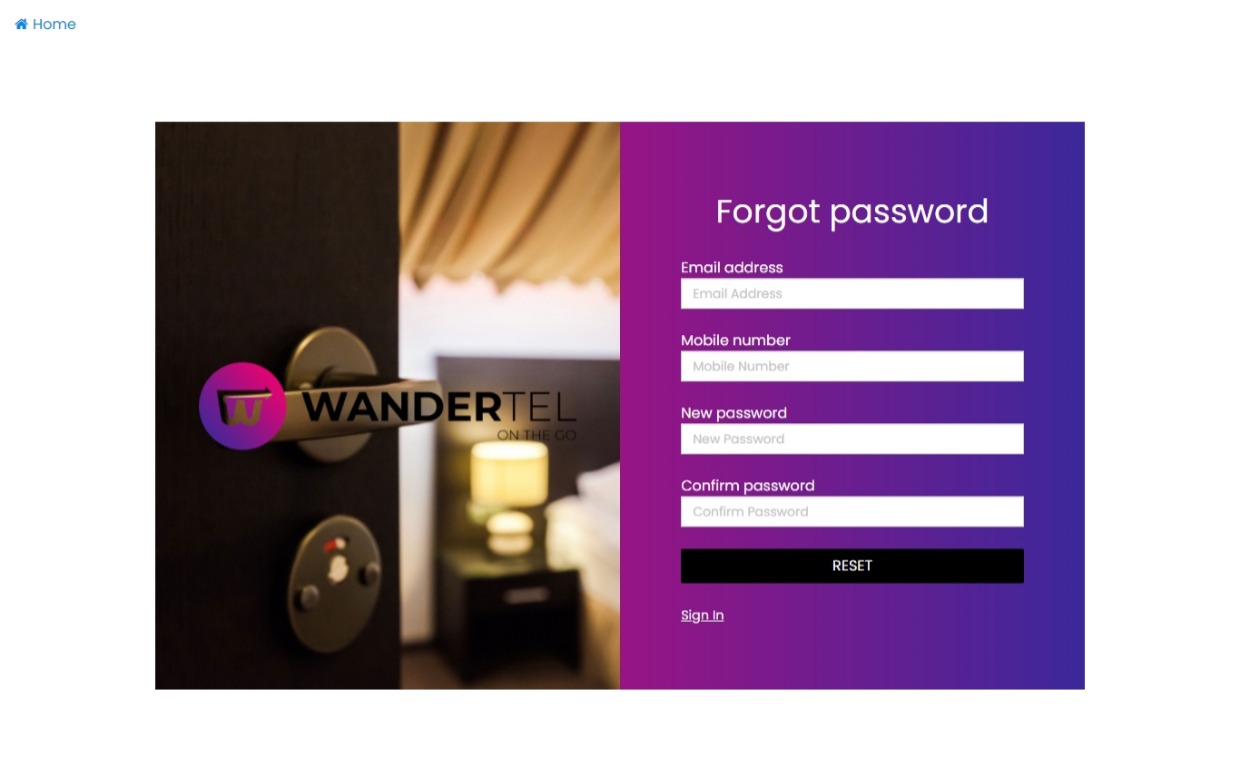 Home
Forgot password
Email address
Email Address
Mobile number
Mobile Number
WANDERTEL
ON THE GO
New password
New Password
Confirm password
Confirm Password
RESET
Sign In